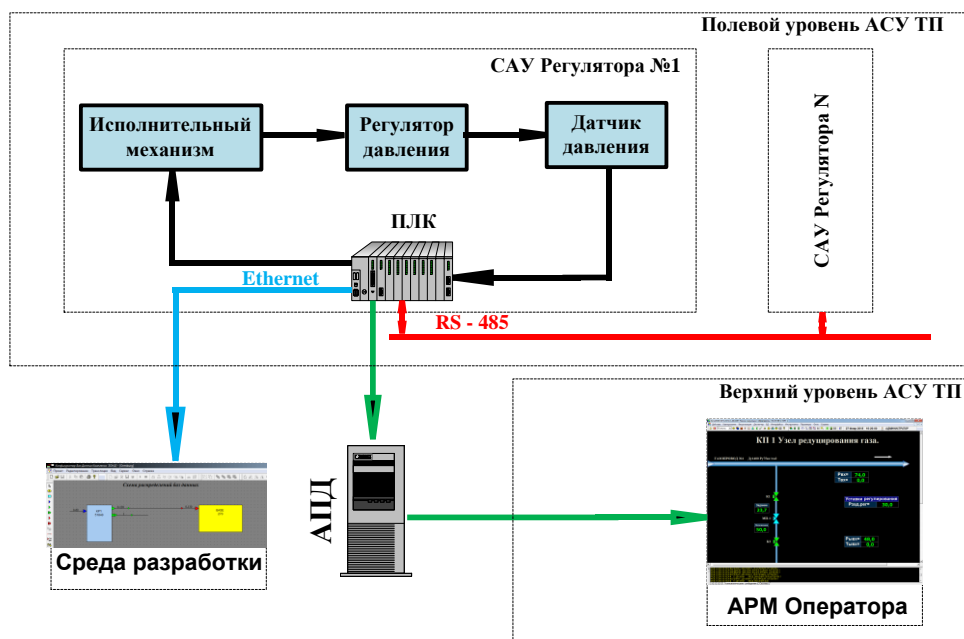 Полевой уровень АСУ ТП
САУ Регулятора №1
Исполнительный
механизм
Регулятор
давления
Датчик
давления
САУ Регулятора N
ПЛК
Ethernet
RS - 485
Верхний уровень АСУ ТП
КП 1 Узел редуцирования газа.
АПД
Среда разработки
АРМ Оператора